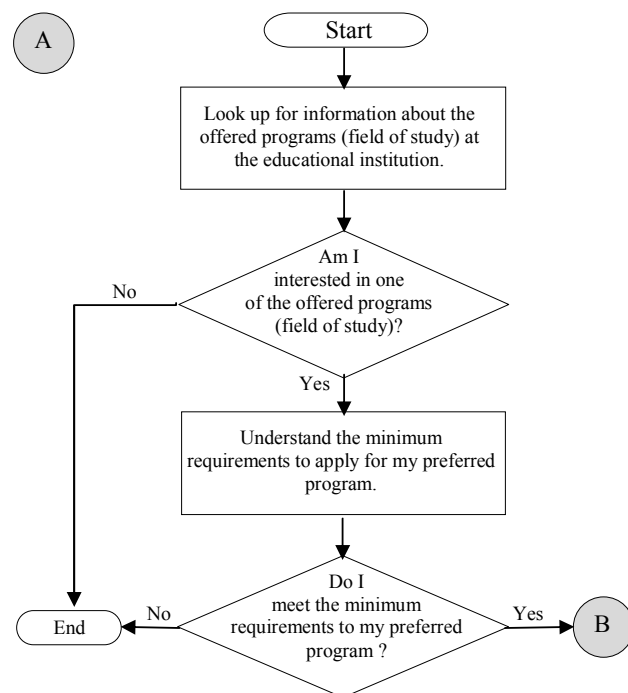 A
Start
Look up for information about the
offered programs (field of study) at
the educational institution.
Am I
interested in one
of the offered programs
(field of study)?
No
Yes
Understand the minimum
requirements to apply for my preferred
program.
Do I
meet the minimum
requirements to my preferred
program ?
No
End
Yes
B